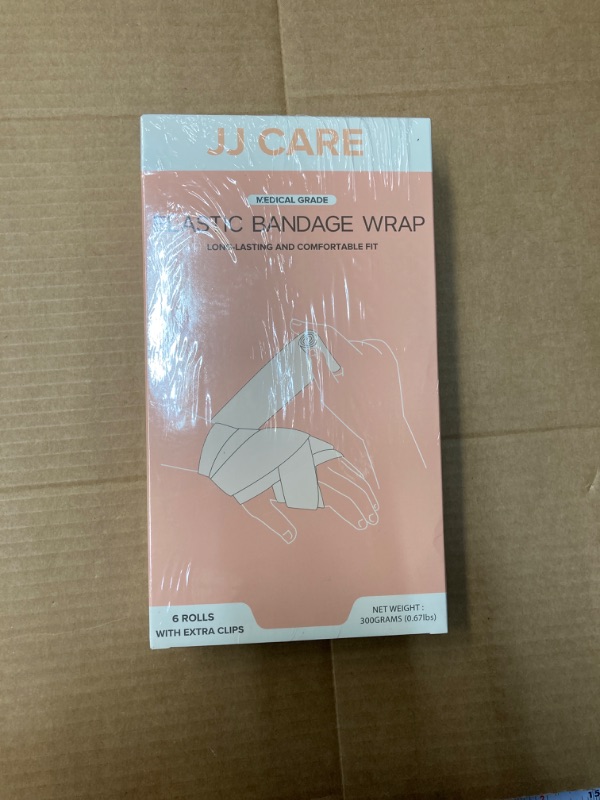 JJ CARE
MEDICAL GRADE
ELASTIC BANDAGE WRAP
LONG-LASTING AND COMFORTABLE FIT
6 ROLLS
WITH EXTRA CLIPS
NET WEIGHT :
300GRAMS (0.67lbs)
15